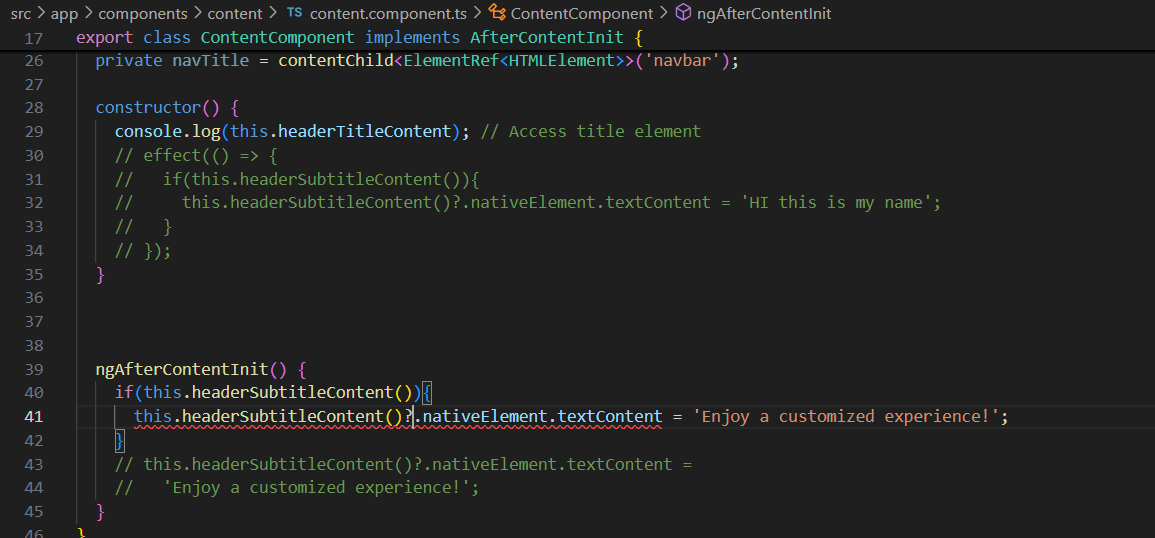 src > app > components > content > TS content.component.ts > ContentComponent > ngAfterContentInit
17 export class ContentComponent implements AfterContentInit {
26 private navTitle = contentChild<ElementRef<HTMLElement>>('navbar');
27
28 constructor() {
29 console.log(this.headerTitleContent); // Access title element
30 // effect(() => {
31 //   if(this.headerSubtitleContent()){
32 //     this.headerSubtitleContent()?.nativeElement.textContent = 'HI this is my name';
33 //   }
34 // });
35 }
36
37
38
39 ngAfterContentInit() {
40 if(this.headerSubtitleContent()){
41 this.headerSubtitleContent()?.nativeElement.textContent = 'Enjoy a customized experience!';
42 }
43 // this.headerSubtitleContent()?.nativeElement.textContent =
44 //   'Enjoy a customized experience!';
45 }
46 }